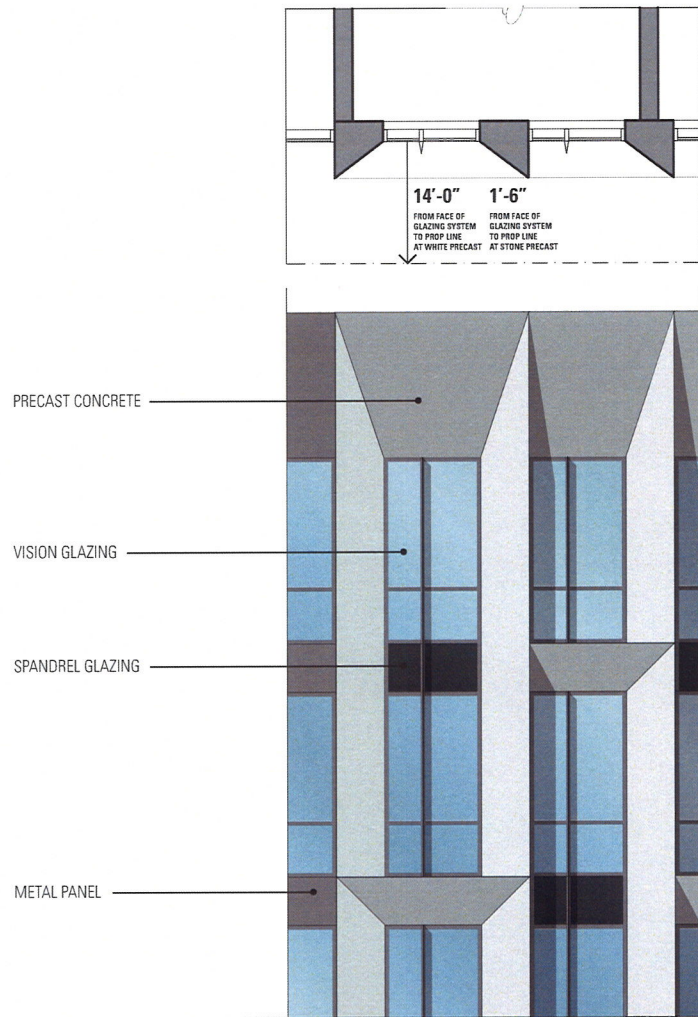 14'-0"
FROM FACE OF
GLAZING SYSTEM
TO PROP LINE
AT WHITE PRECAST
1'-6"
FROM FACE OF
GLAZING SYSTEM
TO PROP LINE
AT STONE PRECAST
PRECAST CONCRETE
VISION GLAZING
SPANDREL GLAZING
METAL PANEL